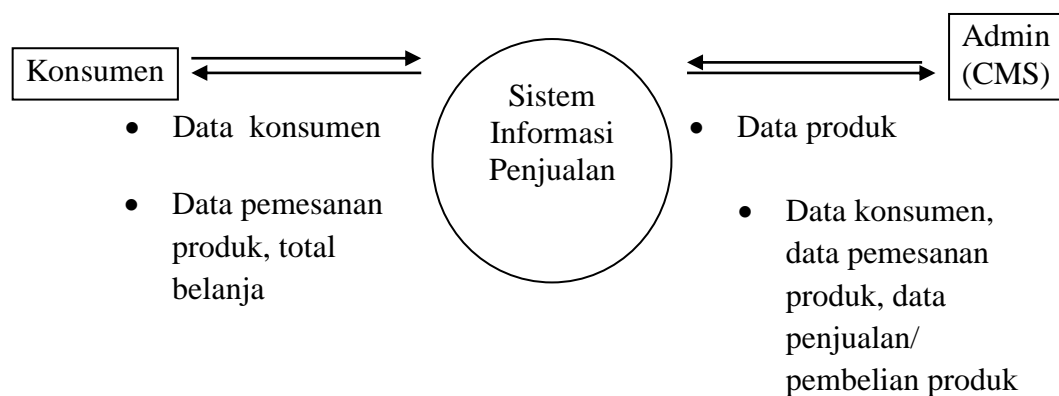 Konsumen
Sistem
Informasi
Penjualan
Admin
(CMS)
• Data konsumen
• Data pemesanan
produk, total
belanja
• Data produk
• Data konsumen,
data pemesanan
produk, data
penjualan/
pembelian produk